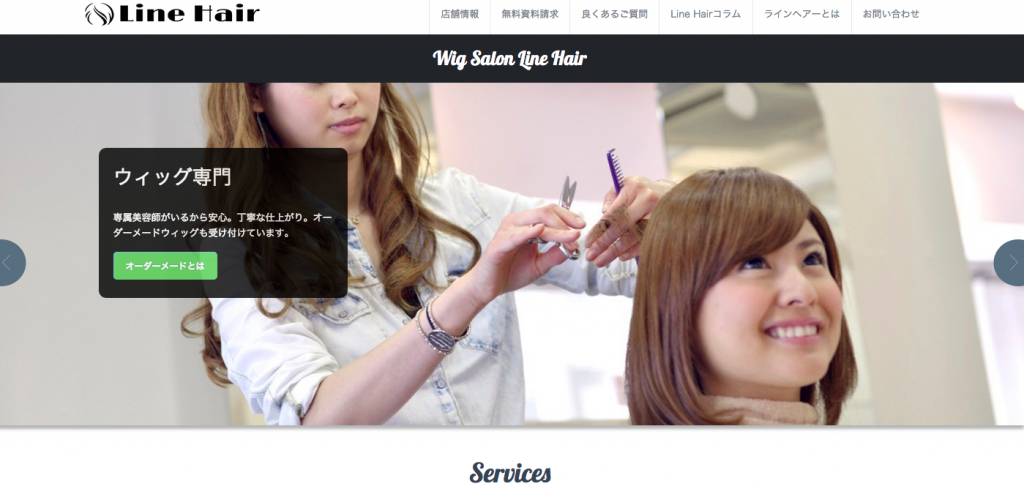 Line Hair
店舗情報
無料資料請求
良くあるご質問
Line Hairコラム
ラインヘアーとは
お問い合わせ
Wig Salon Line Hair
ウィッグ専門
専属美容師がいるから安心。丁寧な仕上がり。オー
ダーメードウィッグも受け付けています。
オーダーメードとは
Services